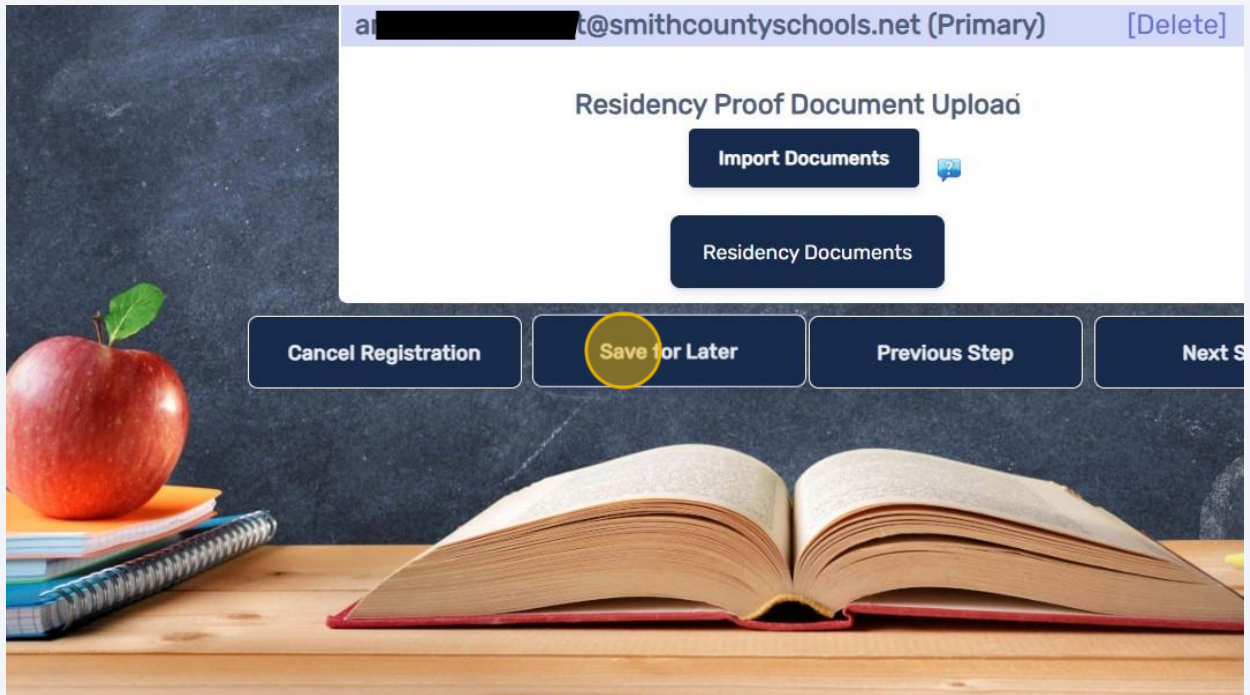 t@smithcountyschools.net (Primary) [Delete]
Residency Proof Document Upload
Import Documents
?
Residency Documents
Cancel Registration
Save for Later
Previous Step
Next